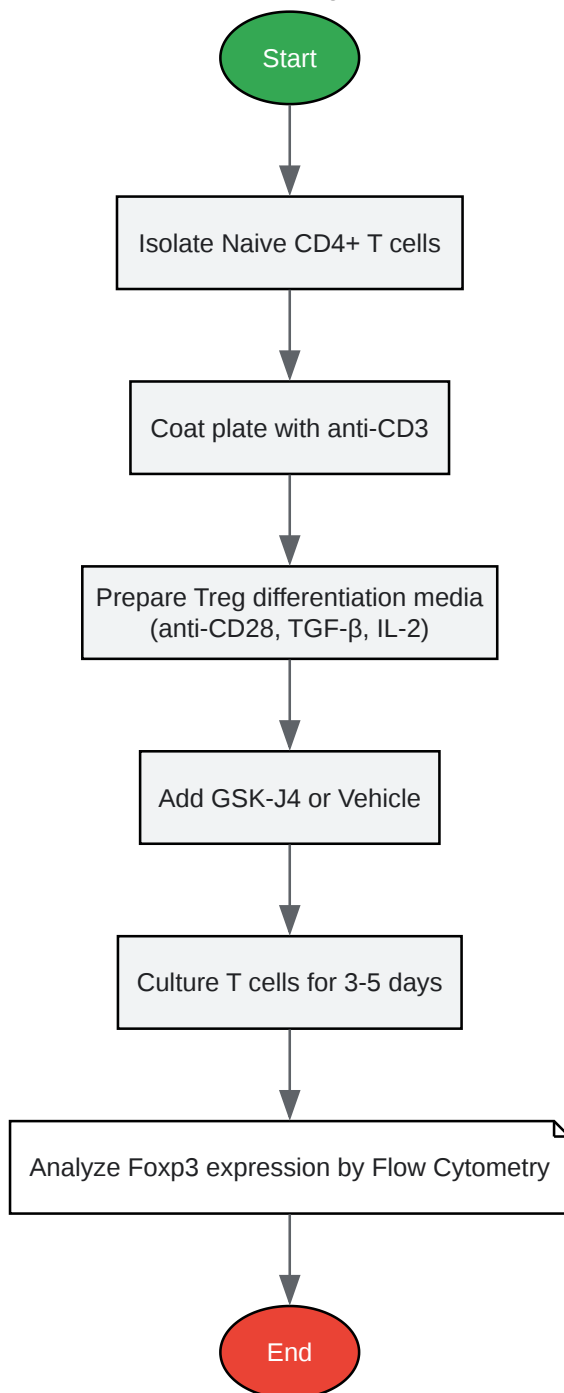 Start
Isolate Naive CD4+ T cells
Coat plate with anti-CD3
Prepare Treg differentiation media
(anti-CD28, TGF-β, IL-2)
Add GSK-J4 or Vehicle
Culture T cells for 3-5 days
Analyze Foxp3 expression by Flow Cytometry
End